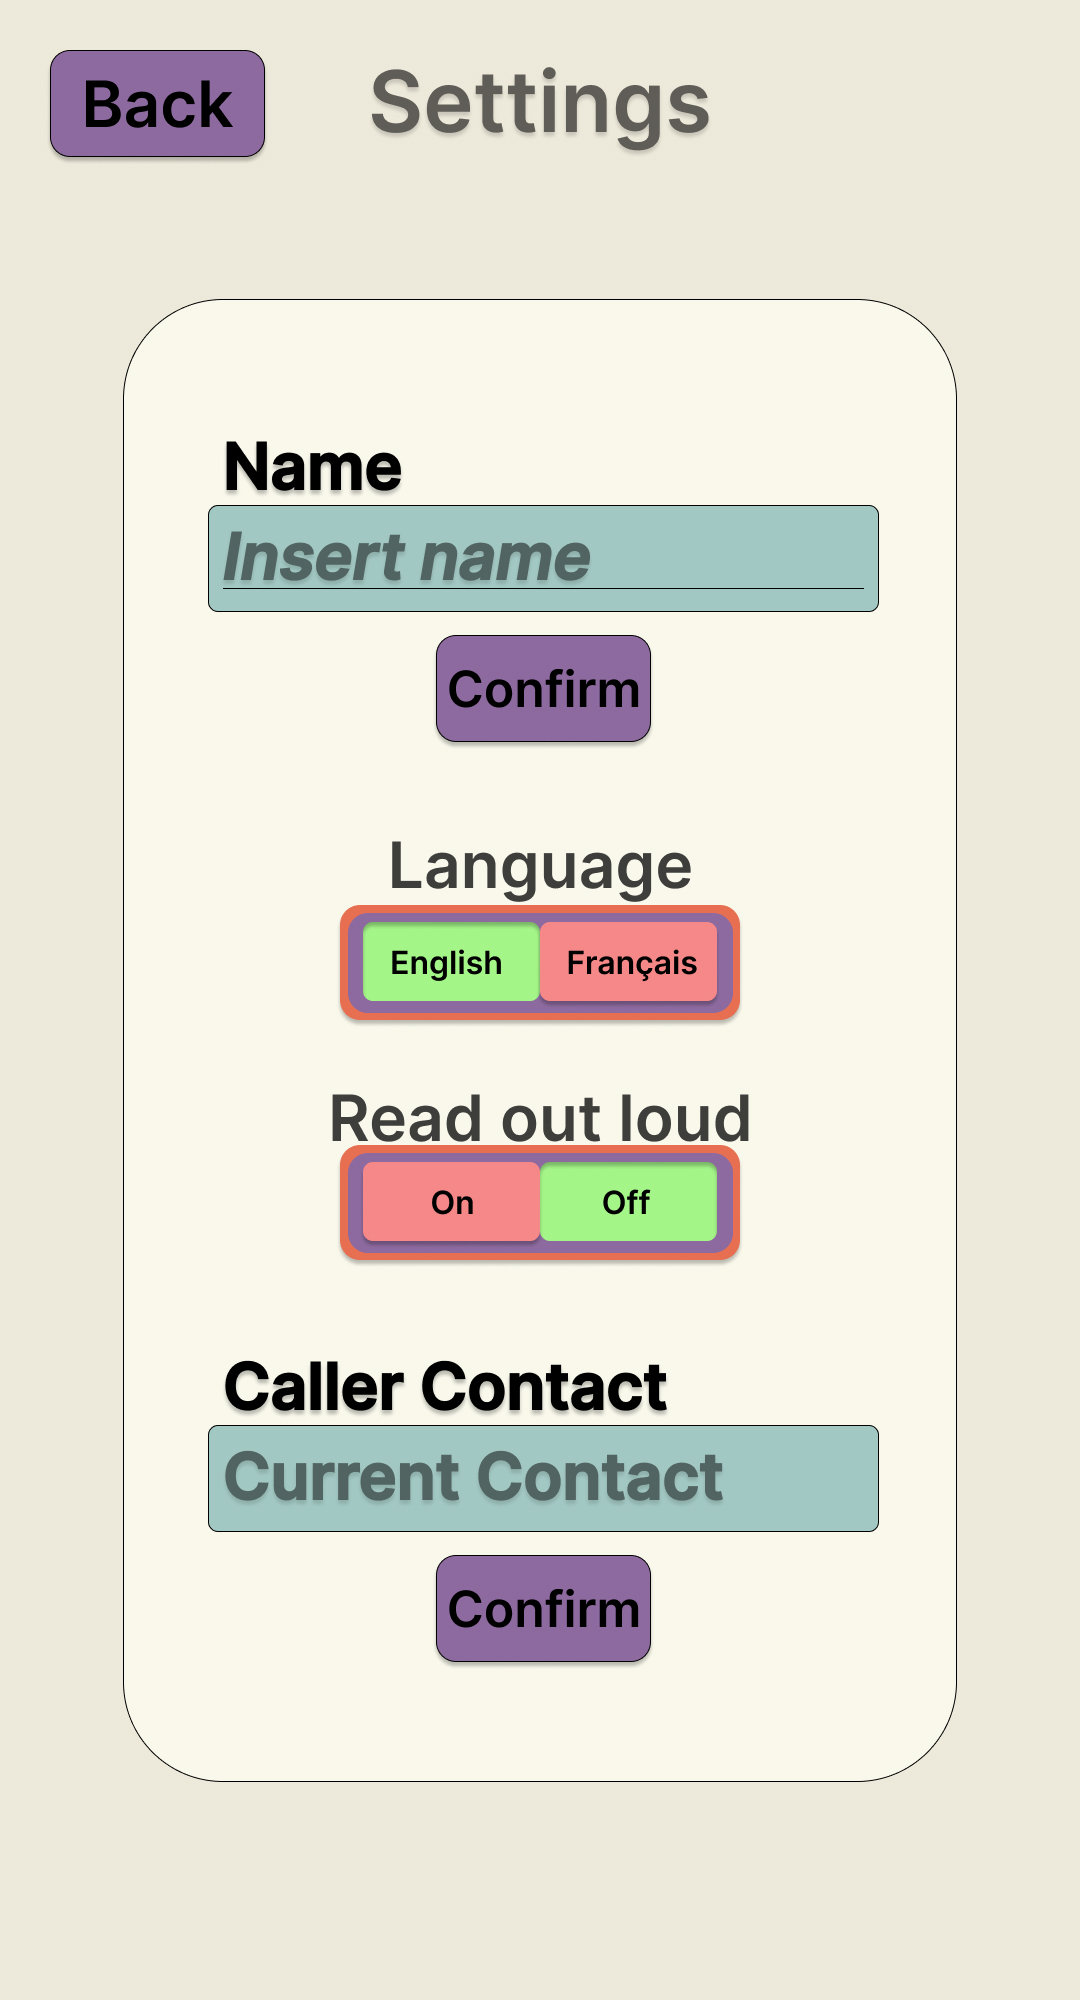 Back
Settings
Name
Insert name
Confirm
Language
English
Français
Read out loud
On
Off
Caller Contact
Current Contact
Confirm